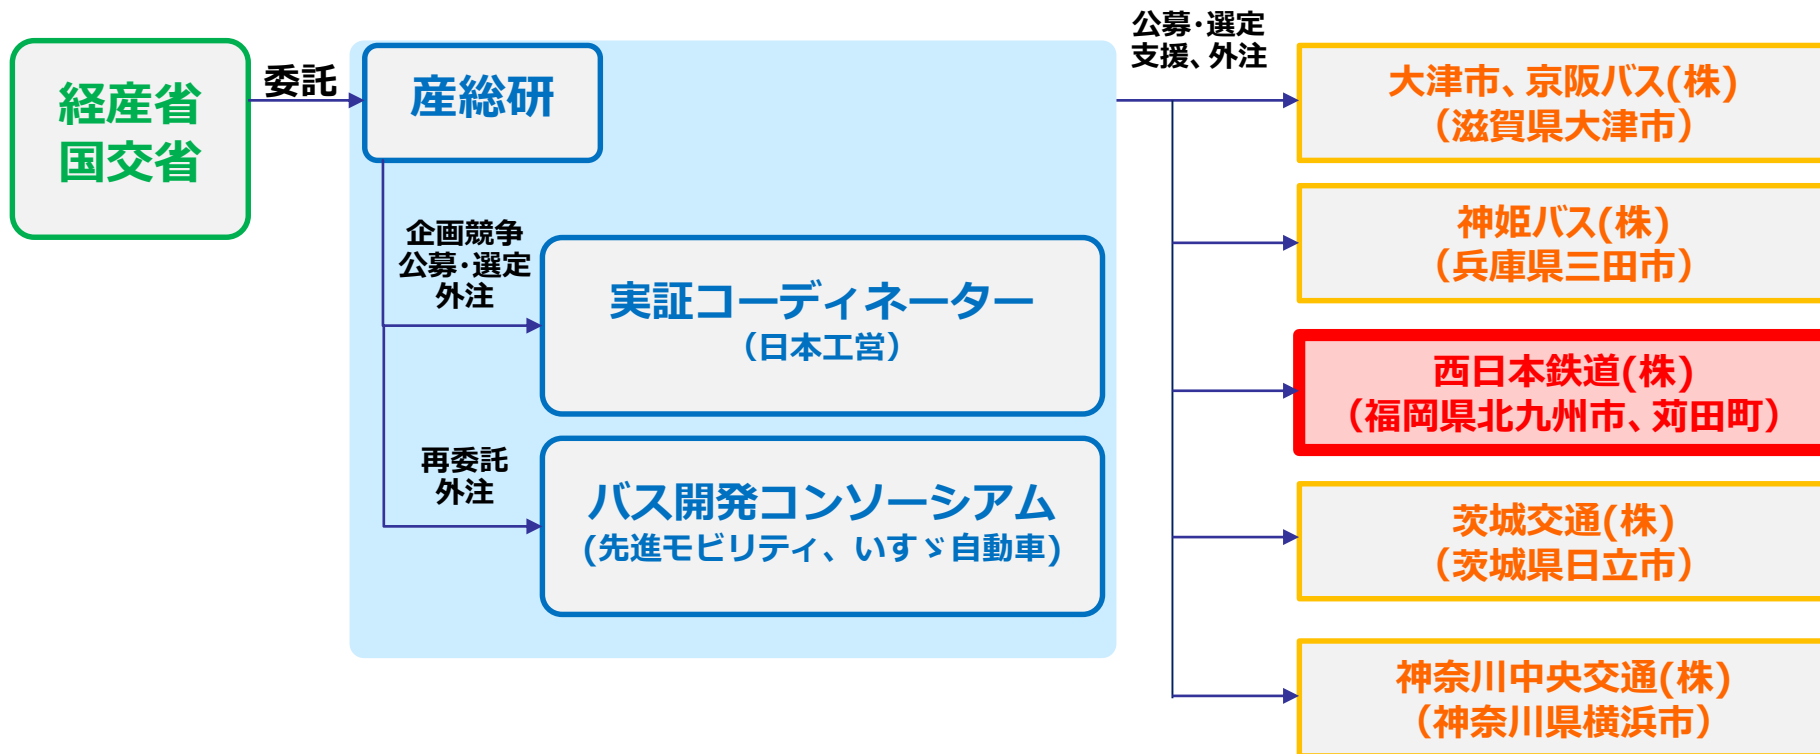 経産省
国交省
委託
産総研
企画競争
公募・選定
外注
実証コーディネーター
（日本工営）
再委託
外注
バス開発コンソーシアム
(先進モビリティ、いすゞ自動車)
公募・選定
支援、外注
大津市、京阪バス(株)
（滋賀県大津市）
神姫バス(株)
（兵庫県三田市）
西日本鉄道(株)
（福岡県北九州市、苅田町）
茨城交通(株)
（茨城県日立市）
神奈川中央交通(株)
（神奈川県横浜市）